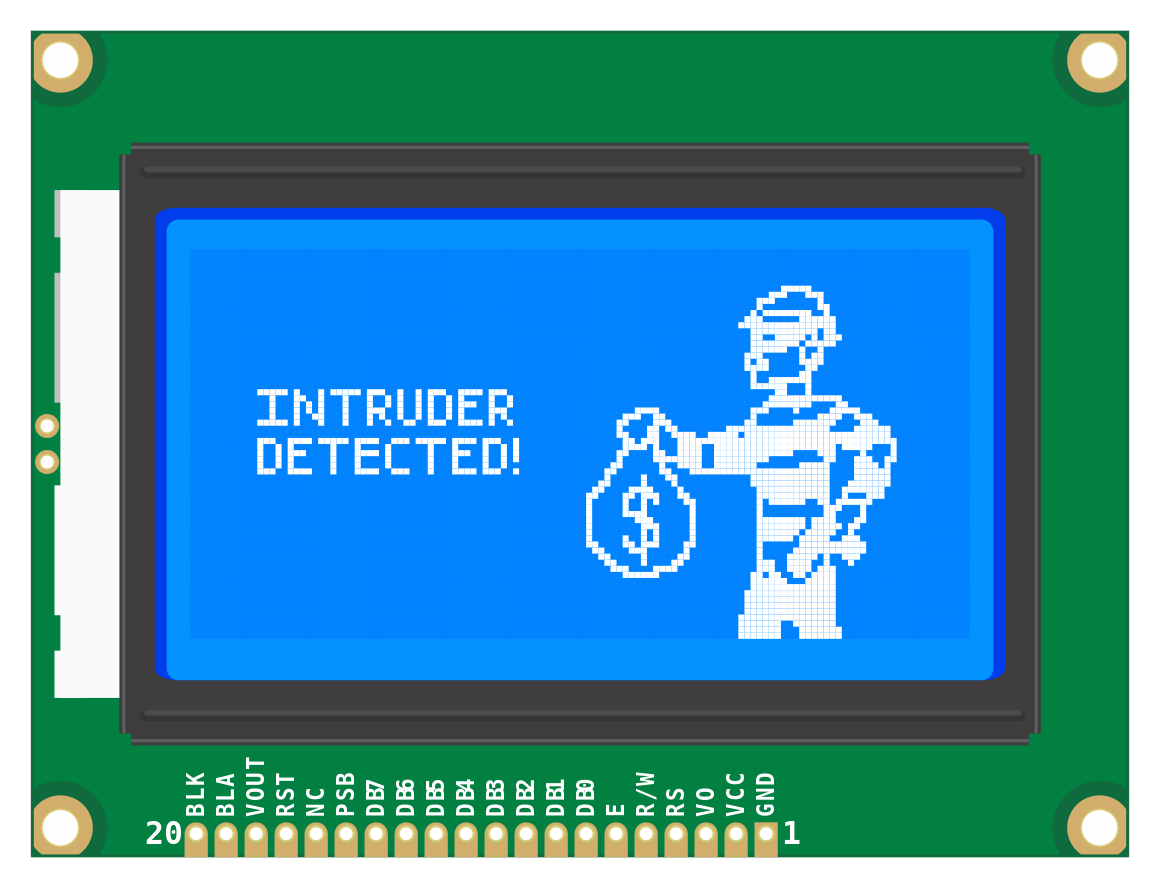 INTRUDER
DETECTED!
$
BLK
BLA
VOUT
RST
NC
PSB
DB7
DB6
DB5
DB4
DB3
DB2
DB1
DB0
E
R/W
RS
VO
VCC
GND
20
1